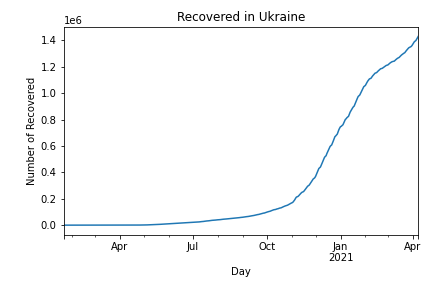 Recovered in Ukraine
1e6
1.4
1.2
1.0
0.8
0.6
0.4
0.2
0.0
Number of Recovered
Apr Jul Oct Jan Apr
2021
Day